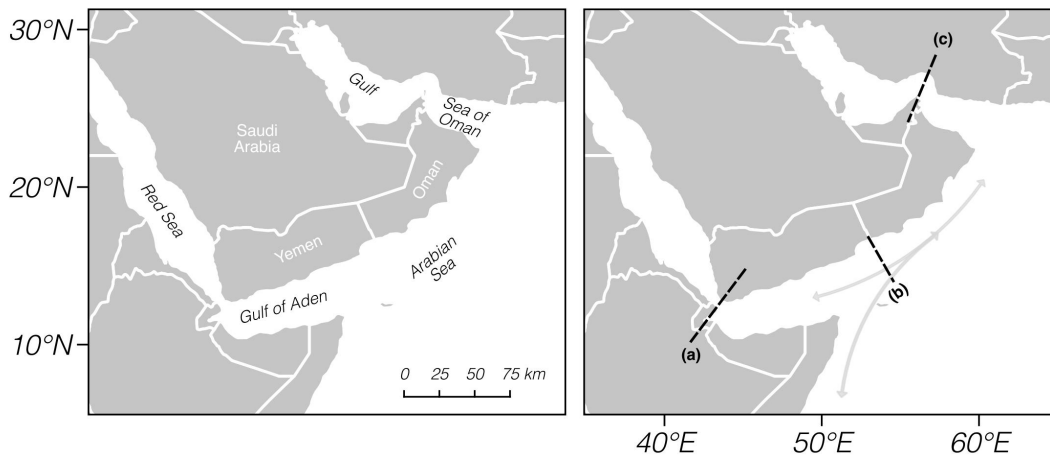 30°N
20°N
10°N
Saudi
Arabia
Gulf
Sea of
Oman
Oman
Red Sea
Yemen
Arabian
Sea
Gulf of Aden
0 25 50 75 km
(c)
(b)
(a)
40°E 50°E 60°E